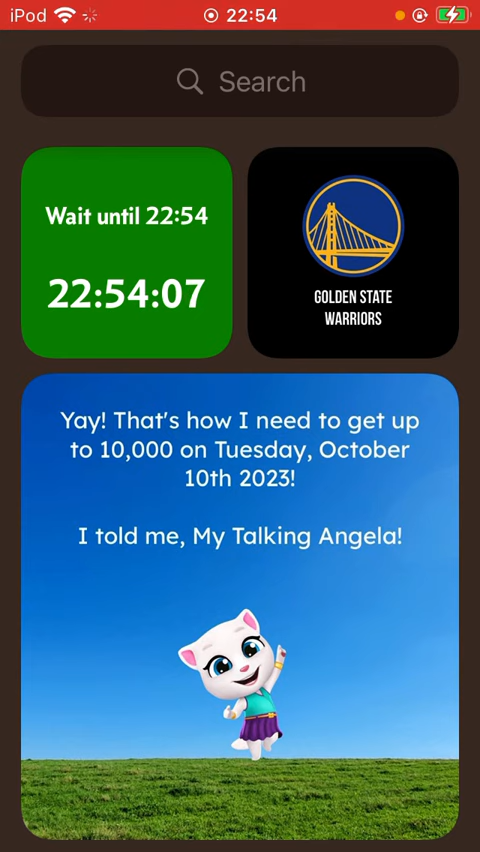 iPod 22:54
Search
Wait until 22:54
22:54:07
GOLDEN STATE
WARRIORS
Yay! That's how I need to get up
to 10,000 on Tuesday, October
10th 2023!
I told me, My Talking Angela!